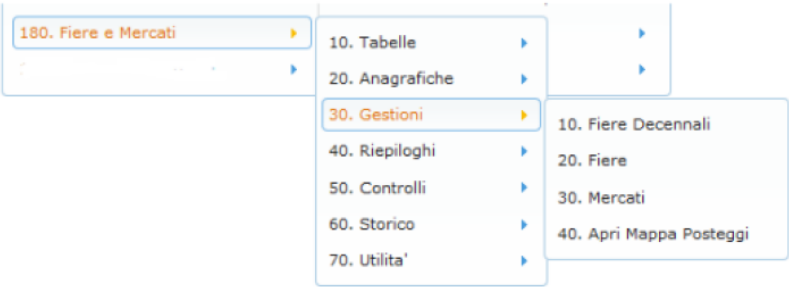 180. Fiere e Mercati
10. Tabelle
20. Anagrafiche
30. Gestioni
40. Riepiloghi
50. Controlli
60. Storico
70. Utilita'
10. Fiere Decennali
20. Fiere
30. Mercati
40. Apri Mappa Posteggi